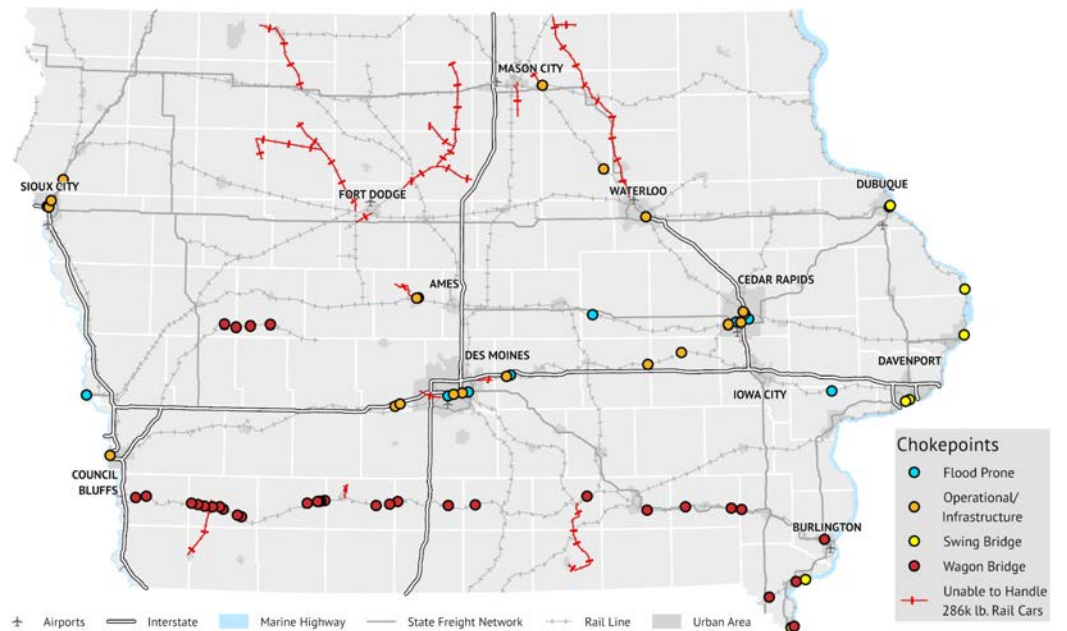 MASON CITY
SIOUX CITY
FORT DODGE
WATERLOO
DUBUQUE
AMES
CEDAR RAPIDS
DES MOINES
DAVENPORT
IOWA CITY
COUNCIL
BLUFFS
BURLINGTON
Chokepoints
Flood Prone
Operational/
Infrastructure
Swing Bridge
Wagon Bridge
Unable to Handle
286k lb. Rail Cars
Airports Interstate Marine Highway State Freight Network Rail Line Urban Area